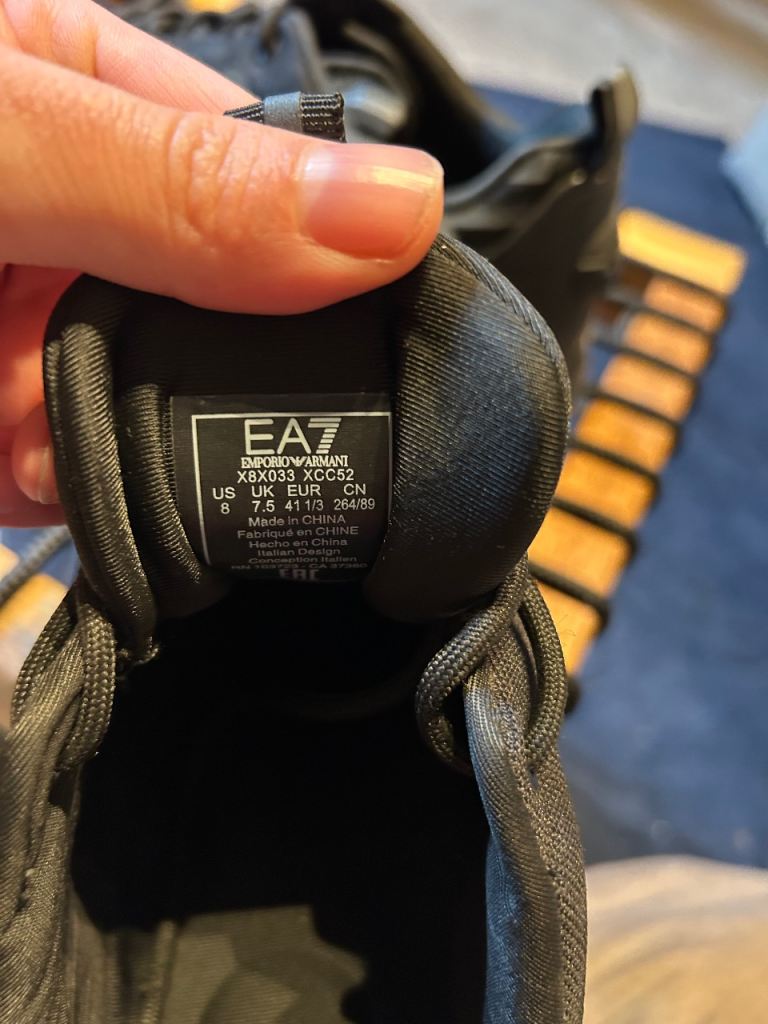 EA7
EMPORIO ARMANI
X8X033 XCC52
US UK EUR CN
8 7.5 41 1/3 264/89
Made in CHINA
Fabriqué en CHINE
Hecho en China
Italian Design
Conception Italien
EAC